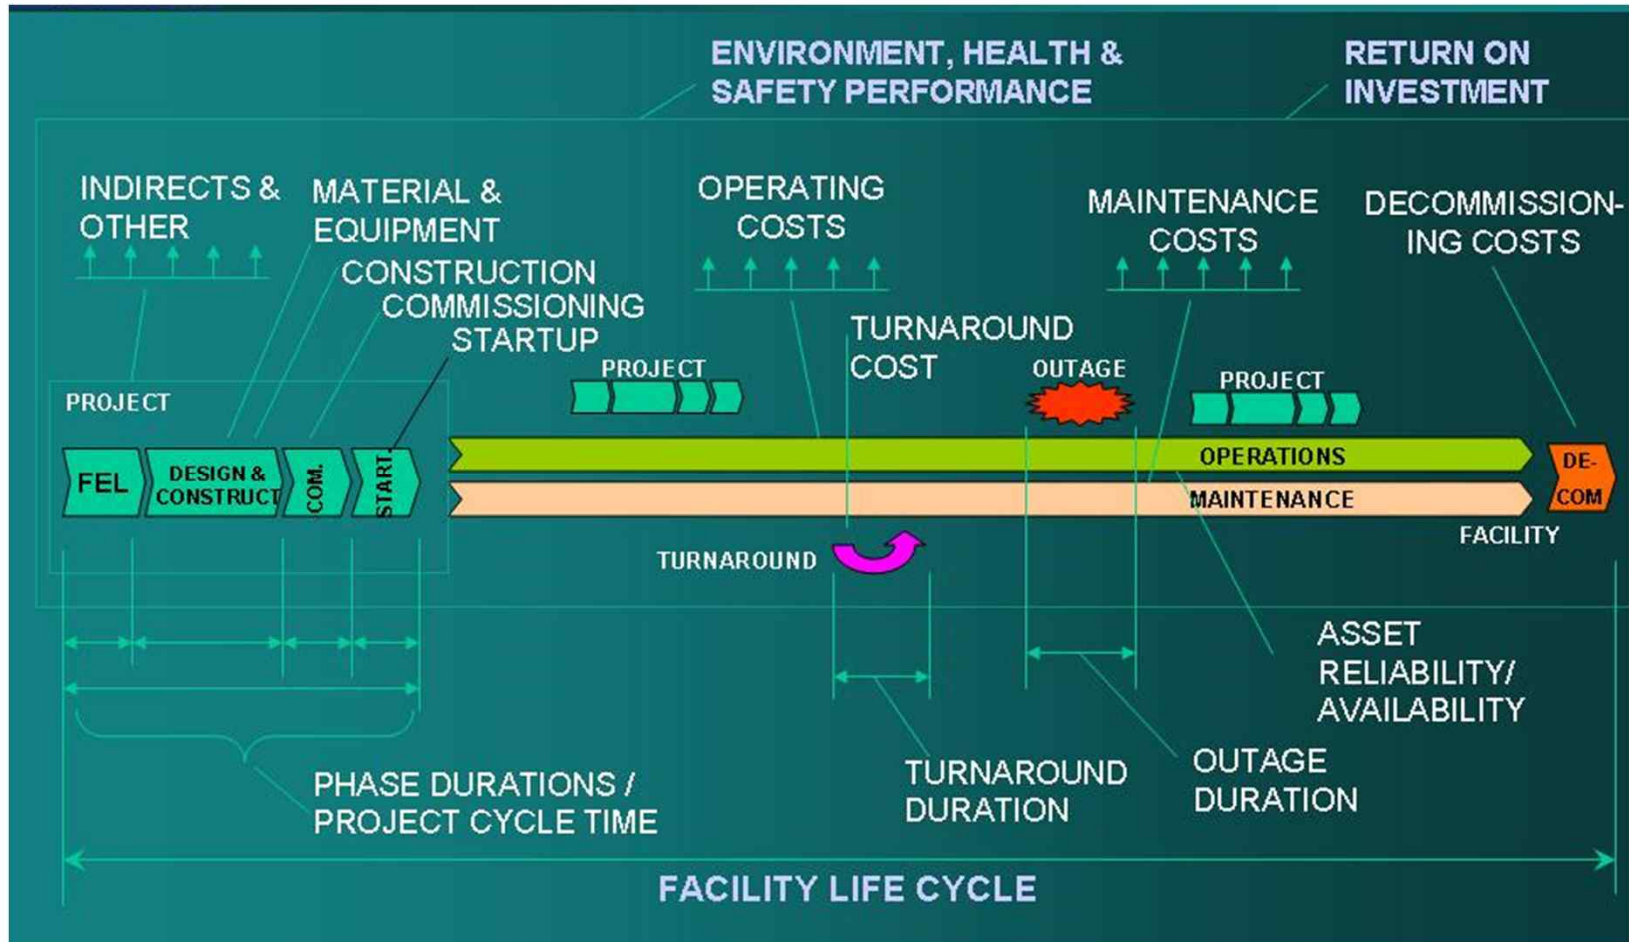 ENVIRONMENT, HEALTH &
SAFETY PERFORMANCE
RETURN ON
INVESTMENT
INDIRECTS &
OTHER
MATERIAL &
EQUIPMENT
CONSTRUCTION
COMMISSIONING
STARTUP
OPERATING
COSTS
MAINTENANCE
COSTS
DECOMMISSION-
ING COSTS
TURNAROUND
COST
PROJECT
PROJECT
OUTAGE
PROJECT
FEL
DESIGN &
CONSTRUCT
COM.
START.
OPERATIONS
MAINTENANCE
DE-
COM
FACILITY
TURNAROUND
ASSET
RELIABILITY/
AVAILABILITY
PHASE DURATIONS /
PROJECT CYCLE TIME
TURNAROUND
DURATION
OUTAGE
DURATION
FACILITY LIFE CYCLE